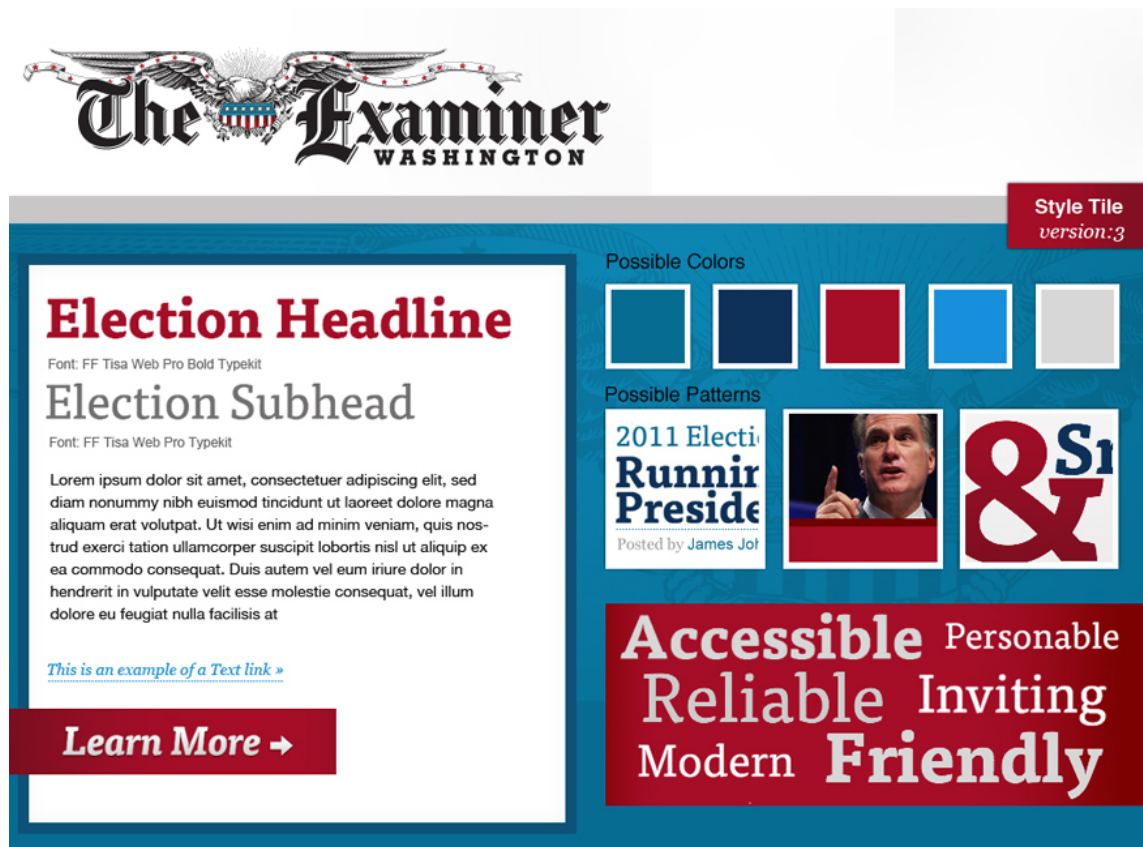 The Examiner
WASHINGTON
Style Tile
version:3
Election Headline
Font: FF Tisa Web Pro Bold Typekit
Election Subhead
Font: FF Tisa Web Pro Typekit
Lorem ipsum dolor sit amet, consectetuer adipiscing elit, sed
diam nonummy nibh euismod tincidunt ut laoreet dolore magna
aliquam erat volutpat. Ut wisi enim ad minim veniam, quis nos-
trud exerci tation ullamcorper suscipit lobortis nisl ut aliquip ex
ea commodo consequat. Duis autem vel eum iriure dolor in
hendrerit in vulputate velit esse molestie consequat, vel illum
dolore eu feugiat nulla facilisis at
This is an example of a Text link »
Learn More →
Possible Colors
Possible Patterns
2011 Electi
Runnir
Preside
Posted by James Joh
&
Accessible Personable
Reliable Inviting
Modern Friendly